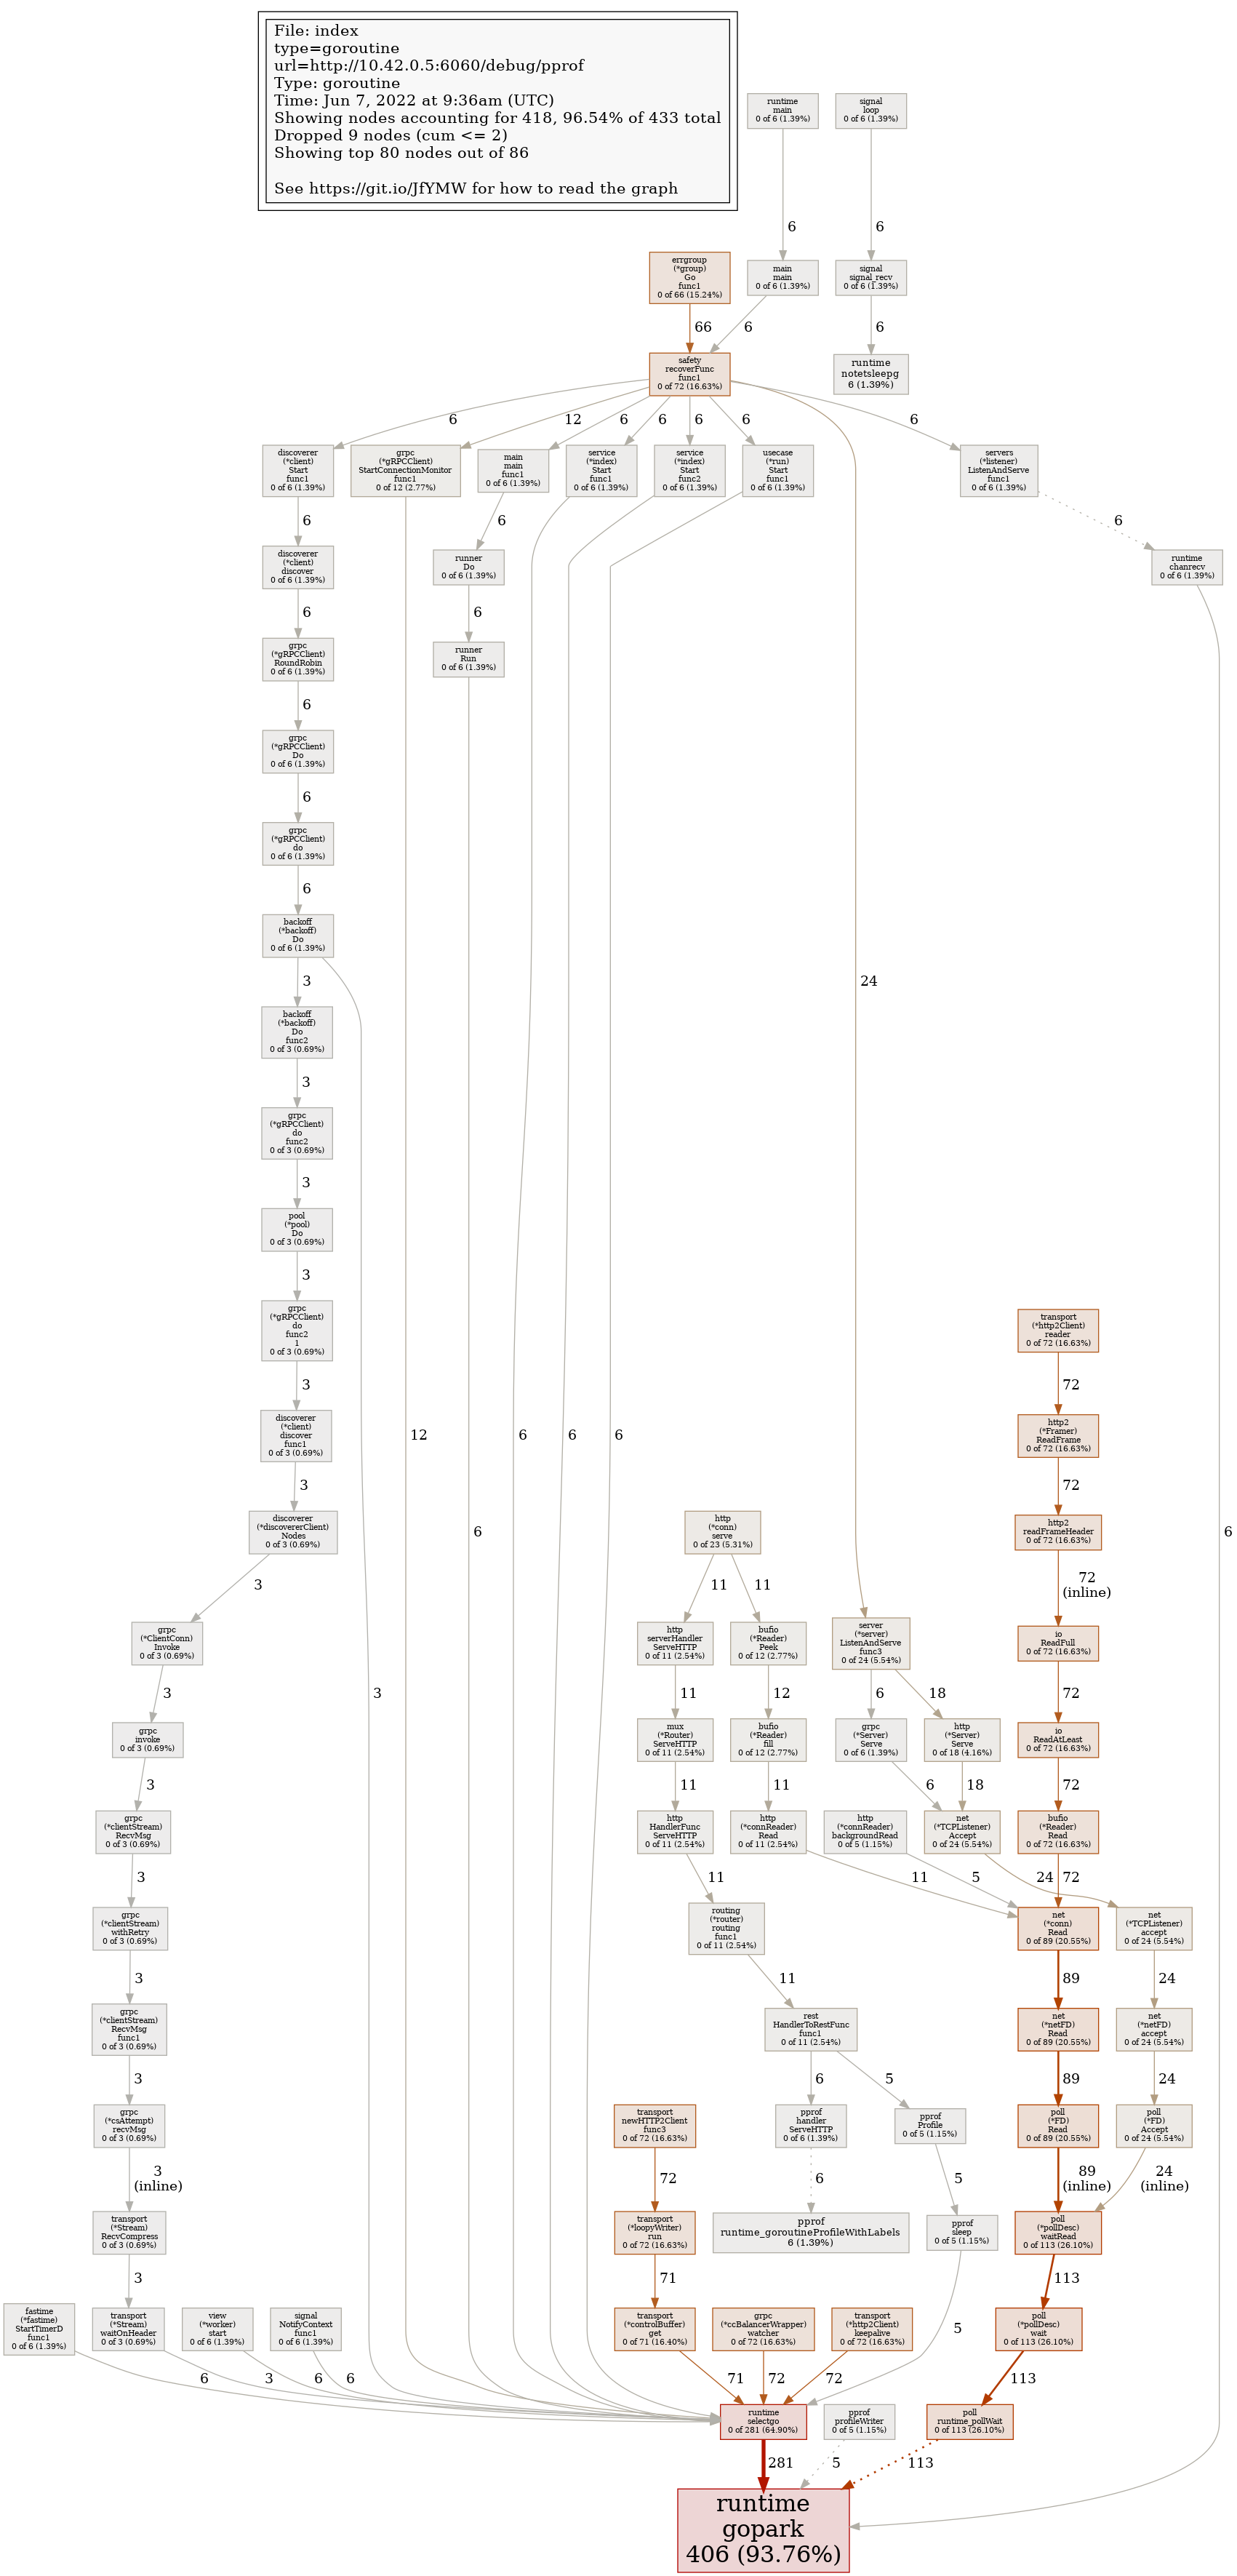 File: index
type=goroutine
url=http://10.42.0.5:6060/debug/pprof
Type: goroutine
Time: Jun 7, 2022 at 9:36am (UTC)
Showing nodes accounting for 418, 96.54% of 433 total
Dropped 9 nodes (cum <= 2)
Showing top 80 nodes out of 86
See https://git.io/JfYMW for how to read the graph
runtime
main
0 of 6 (1.39%)
signal
loop
0 of 6 (1.39%)
6
6
errgroup
(*group)
Go
func1
0 of 66 (15.24%)
main
main
0 of 6 (1.39%)
signal
signal_recv
0 of 6 (1.39%)
66
6
6
safety
recoverFunc
func1
0 of 72 (16.63%)
runtime
notetsleepg
6 (1.39%)
6
12
6
6
6
6
6
discoverer
(*client)
Start
func1
0 of 6 (1.39%)
grpc
(*gRPCClient)
StartConnectionMonitor
func1
0 of 12 (2.77%)
main
main
func1
0 of 6 (1.39%)
service
(*index)
Start
func1
0 of 6 (1.39%)
service
(*index)
Start
func2
0 of 6 (1.39%)
usecase
(*run)
Start
func1
0 of 6 (1.39%)
servers
(*listener)
ListenAndServe
func1
0 of 6 (1.39%)
6
6
6
discoverer
(*client)
discover
0 of 6 (1.39%)
runner
Do
0 of 6 (1.39%)
runtime
chanrecv
0 of 6 (1.39%)
6
6
grpc
(*gRPCClient)
RoundRobin
0 of 6 (1.39%)
runner
Run
0 of 6 (1.39%)
6
grpc
(*gRPCClient)
Do
0 of 6 (1.39%)
6
grpc
(*gRPCClient)
do
0 of 6 (1.39%)
6
backoff
(*backoff)
Do
0 of 6 (1.39%)
3
24
backoff
(*backoff)
Do
func2
0 of 3 (0.69%)
3
grpc
(*gRPCClient)
do
func2
0 of 3 (0.69%)
3
pool
(*pool)
Do
0 of 3 (0.69%)
3
grpc
(*gRPCClient)
do
func2
1
0 of 3 (0.69%)
transport
(*http2Client)
reader
0 of 72 (16.63%)
3
72
discoverer
(*client)
discover
func1
0 of 3 (0.69%)
12
6
6
6
http2
(*Framer)
ReadFrame
0 of 72 (16.63%)
3
72
discoverer
(*discovererClient)
Nodes
0 of 3 (0.69%)
6
http
(*conn)
serve
0 of 23 (5.31%)
http2
readFrameHeader
0 of 72 (16.63%)
6
3
11
11
72
(inline)
grpc
(*ClientConn)
Invoke
0 of 3 (0.69%)
http
serverHandler
ServeHTTP
0 of 11 (2.54%)
bufio
(*Reader)
Peek
0 of 12 (2.77%)
server
(*server)
ListenAndServe
func3
0 of 24 (5.54%)
io
ReadFull
0 of 72 (16.63%)
3
3
11
12
6
18
72
grpc
invoke
0 of 3 (0.69%)
mux
(*Router)
ServeHTTP
0 of 11 (2.54%)
bufio
(*Reader)
fill
0 of 12 (2.77%)
grpc
(*Server)
Serve
0 of 6 (1.39%)
http
(*Server)
Serve
0 of 18 (4.16%)
io
ReadAtLeast
0 of 72 (16.63%)
3
11
11
6
18
72
grpc
(*clientStream)
RecvMsg
0 of 3 (0.69%)
http
HandlerFunc
ServeHTTP
0 of 11 (2.54%)
http
(*connReader)
Read
0 of 11 (2.54%)
http
(*connReader)
backgroundRead
0 of 5 (1.15%)
net
(*TCPListener)
Accept
0 of 24 (5.54%)
bufio
(*Reader)
Read
0 of 72 (16.63%)
3
11
11
5
24
72
grpc
(*clientStream)
withRetry
0 of 3 (0.69%)
routing
(*router)
routing
func1
0 of 11 (2.54%)
net
(*conn)
Read
0 of 89 (20.55%)
net
(*TCPListener)
accept
0 of 24 (5.54%)
3
11
89
24
grpc
(*clientStream)
RecvMsg
func1
0 of 3 (0.69%)
rest
HandlerToRestFunc
func1
0 of 11 (2.54%)
net
(*netFD)
Read
0 of 89 (20.55%)
net
(*netFD)
accept
0 of 24 (5.54%)
3
6
5
89
24
grpc
(*csAttempt)
recvMsg
0 of 3 (0.69%)
transport
newHTTP2Client
func3
0 of 72 (16.63%)
pprof
handler
ServeHTTP
0 of 6 (1.39%)
pprof
Profile
0 of 5 (1.15%)
poll
(*FD)
Read
0 of 89 (20.55%)
poll
(*FD)
Accept
0 of 24 (5.54%)
3
(inline)
72
6
5
89
(inline)
24
(inline)
transport
(*Stream)
RecvCompress
0 of 3 (0.69%)
transport
(*loopyWriter)
run
0 of 72 (16.63%)
pprof
runtime_goroutineProfileWithLabels
6 (1.39%)
pprof
sleep
0 of 5 (1.15%)
poll
(*pollDesc)
waitRead
0 of 113 (26.10%)
3
71
113
fastime
(*fastime)
StartTimerD
func1
0 of 6 (1.39%)
transport
(*Stream)
waitOnHeader
0 of 3 (0.69%)
view
(*worker)
start
0 of 6 (1.39%)
signal
NotifyContext
func1
0 of 6 (1.39%)
transport
(*controlBuffer)
get
0 of 71 (16.40%)
grpc
(*ccBalancerWrapper)
watcher
0 of 72 (16.63%)
transport
(*http2Client)
keepalive
0 of 72 (16.63%)
5
poll
(*pollDesc)
wait
0 of 113 (26.10%)
6
3
6
6
71
72
72
113
runtime
selectgo
0 of 281 (64.90%)
pprof
profileWriter
0 of 5 (1.15%)
poll
runtime_pollWait
0 of 113 (26.10%)
281
5
113
runtime
gopark
406 (93.76%)